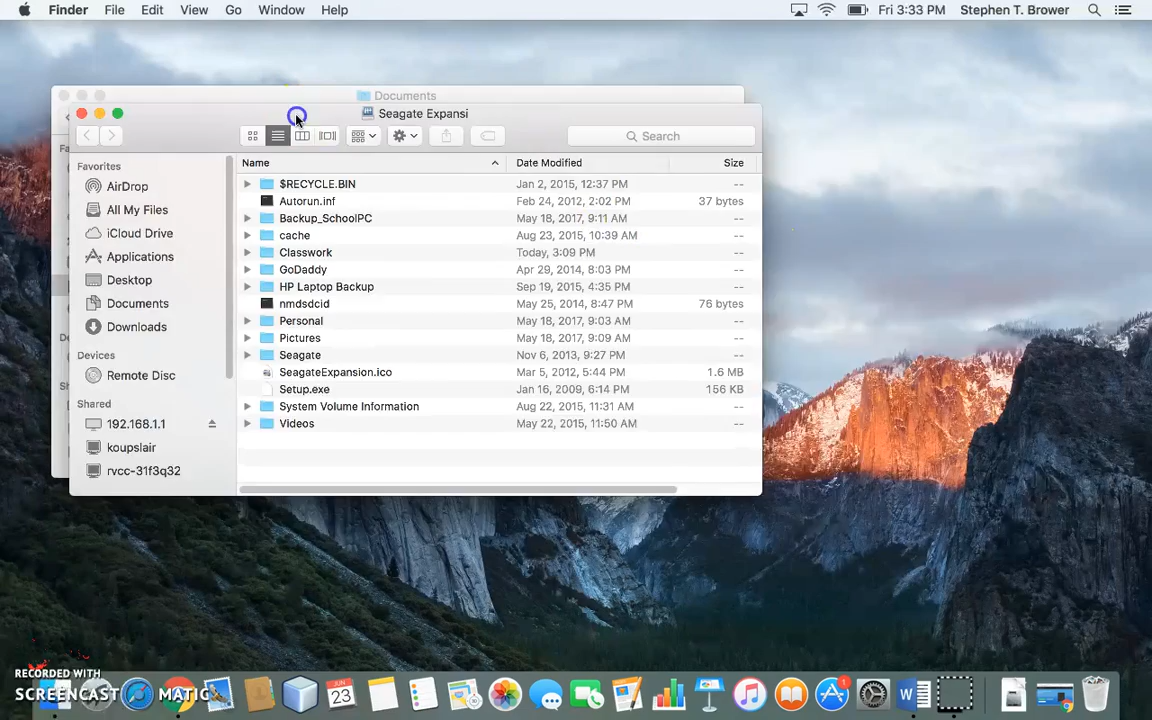 Finder File Edit View Go Window Help Fri 3:33 PM Stephen T. Brower
Documents
Seagate Expansi
Search
Favorites
AirDrop
All My Files
iCloud Drive
Applications
Desktop
Documents
Downloads
Devices
Remote Disc
Shared
192.168.1.1
koupslair
rvcc-31f3q32
Name Date Modified Size
$RECYCLE.BIN Jan 2, 2015, 12:37 PM --
Autorun.inf Feb 24, 2012, 2:02 PM 37 bytes
Backup_SchoolPC May 18, 2017, 9:11 AM --
cache Aug 23, 2015, 10:39 AM --
Classwork Today, 3:09 PM --
GoDaddy Apr 29, 2014, 8:03 PM --
HP Laptop Backup Sep 19, 2015, 4:35 PM --
nmdsdcid May 25, 2014, 8:47 PM 76 bytes
Personal May 18, 2017, 9:03 AM --
Pictures May 18, 2017, 9:09 AM --
Seagate Nov 6, 2013, 9:27 PM --
SeagateExpansion.ico Mar 5, 2012, 5:44 PM 1.6 MB
Setup.exe Jan 16, 2009, 6:14 PM 156 KB
System Volume Information Aug 22, 2015, 11:31 AM --
Videos May 22, 2015, 11:50 AM --
RECORDED WITH
SCREENCAST MATIC
JUN
23
1